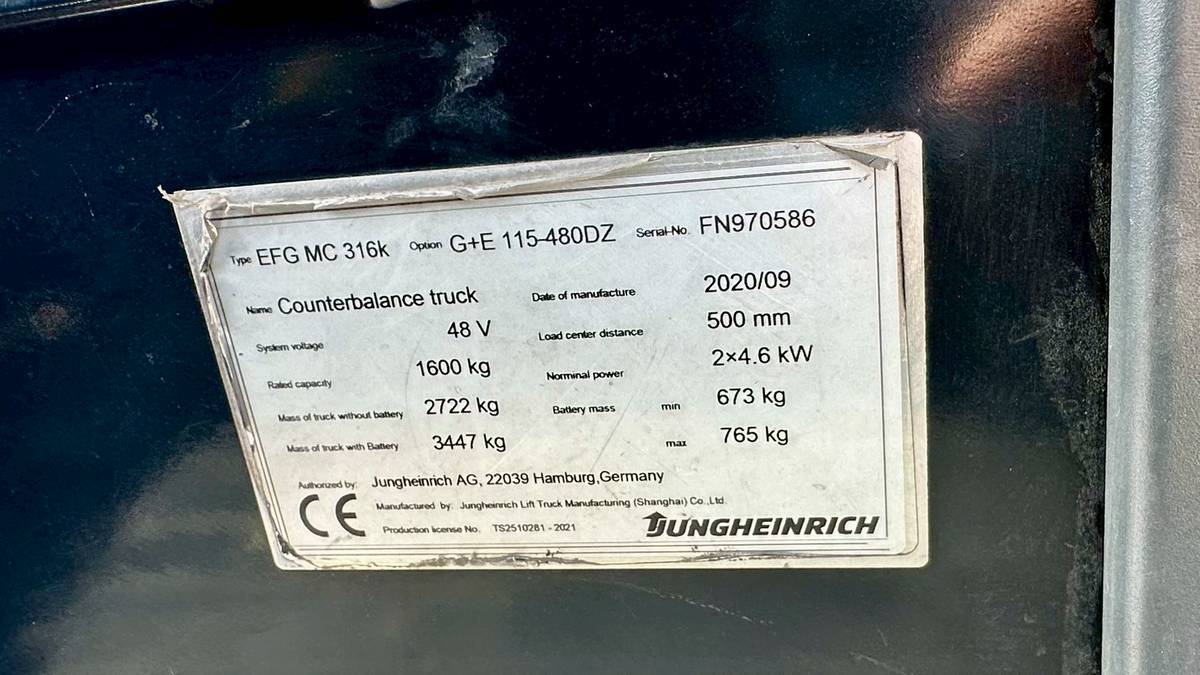 Type EFG MC 316k Option G+E 115-480DZ Serial-No. FN970586
Name Counterbalance truck Date of manufacture 2020/09
System voltage 48 V Load center distance 500 mm
Rated capacity 1600 kg Norminal power 2×4.6 kW
Mass of truck without battery 2722 kg Battery mass min 673 kg
Mass of truck with Battery 3447 kg max 765 kg
Authorized by: Jungheinrich AG, 22039 Hamburg,Germany
CE Manufactured by: Jungheinrich Lift Truck Manufacturing (Shanghai) Co.,Ltd.
Production license No. TS2510281 - 2021 JUNGHEINRICH